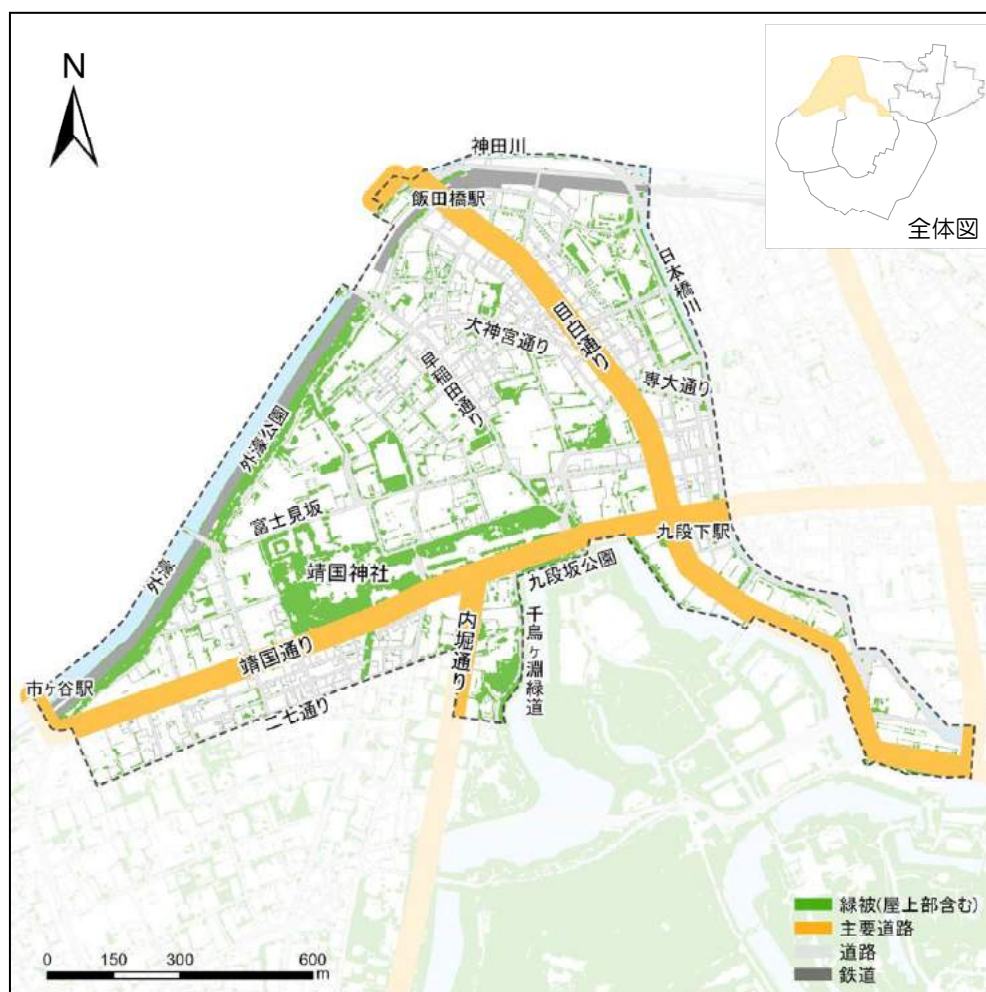 N
全体図
神田川
飯田橋駅
日本橋川
目白通り
大神宮通り
早稲田通り
専大通り
外濠公園
富士見坂
外濠
靖国神社
九段下駅
九段坂公園
千鳥ヶ淵緑道
内堀通り
靖国通り
市ヶ谷駅
二七通り
緑被(屋上部含む)
主要道路
道路
鉄道
0 150 300 600
m